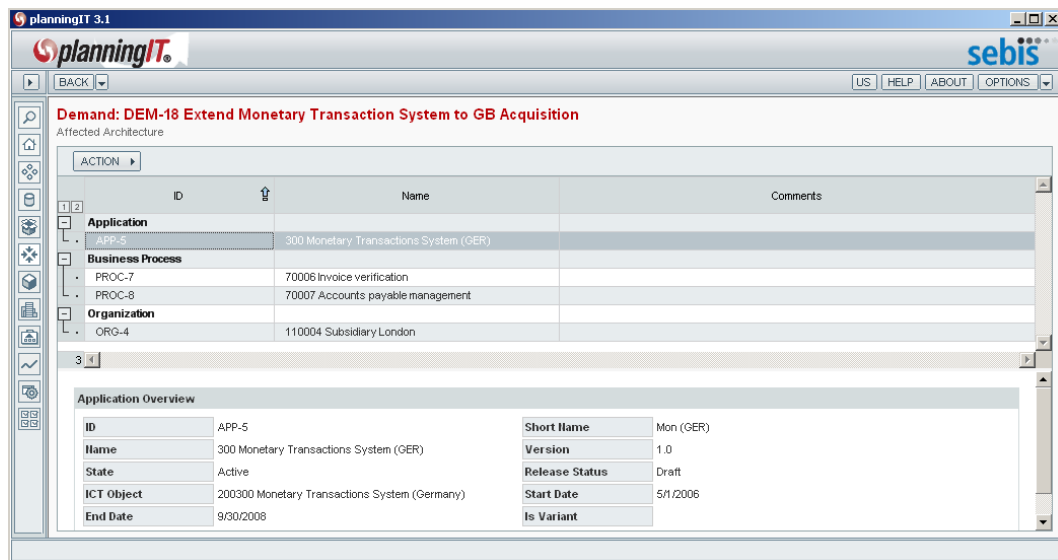 planningIT 3.1
planningIT®
sebis
BACK
US HELP ABOUT OPTIONS
Demand: DEM-18 Extend Monetary Transaction System to GB Acquisition
Affected Architecture
ACTION
1 2 ID Name Comments
Application
APP-5 300 Monetary Transactions System (GER)
Business Process
PROC-7 70006 Invoice verification
PROC-8 70007 Accounts payable management
Organization
ORG-4 110004 Subsidiary London
3
Application Overview
ID APP-5 Short Name Mon (GER)
Name 300 Monetary Transactions System (GER) Version 1.0
State Active Release Status Draft
ICT Object 200300 Monetary Transactions System (Germany) Start Date 5/1/2006
End Date 9/30/2008 Is Variant